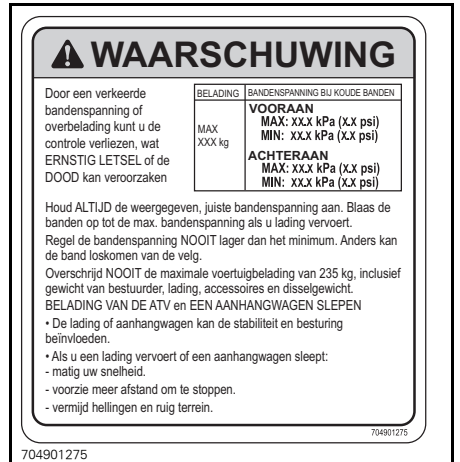 WAARSCHUWING
Door een verkeerde
bandenspanning of
overbelading kunt u de
controle verliezen, wat
ERNSTIG LETSEL of de
DOOD kan veroorzaken
BELADING BANDENSPANNING BIJ KOUDE BANDEN
MAX
XXX kg
VOORAAN
MAX: XX.X kPa (X.X psi)
MIN: XX.X kPa (X.X psi)
ACHTERAAN
MAX: XX.X kPa (X.X psi)
MIN: XX.X kPa (X.X psi)
Houd ALTIJD de weergegeven, juiste bandenspanning aan. Blaas de
banden op tot de max. bandenspanning als u lading vervoert.
Regel de bandenspanning NOOIT lager dan het minimum. Anders kan
de band loskomen van de velg.
Overschrijd NOOIT de maximale voertuigbelading van 235 kg, inclusief
gewicht van bestuurder, lading, accessoires en disselgewicht.
BELADING VAN DE ATV en EEN AANHANGWAGEN SLEPEN
• De lading of aanhangwagen kan de stabiliteit en besturing
beïnvloeden.
• Als u een lading vervoert of een aanhangwagen sleept:
- matig uw snelheid.
- voorzie meer afstand om te stoppen.
- vermijd hellingen en ruig terrein.
704901275
704901275